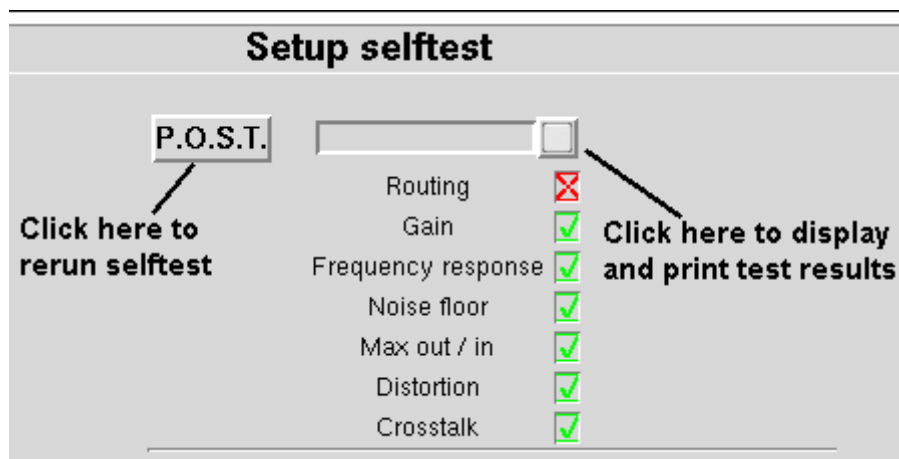 Setup selftest
P.O.S.T.
Routing
Click here to
rerun selftest
Gain
Click here to display
and print test results
Frequency response
Noise floor
Max out / in
Distortion
Crosstalk